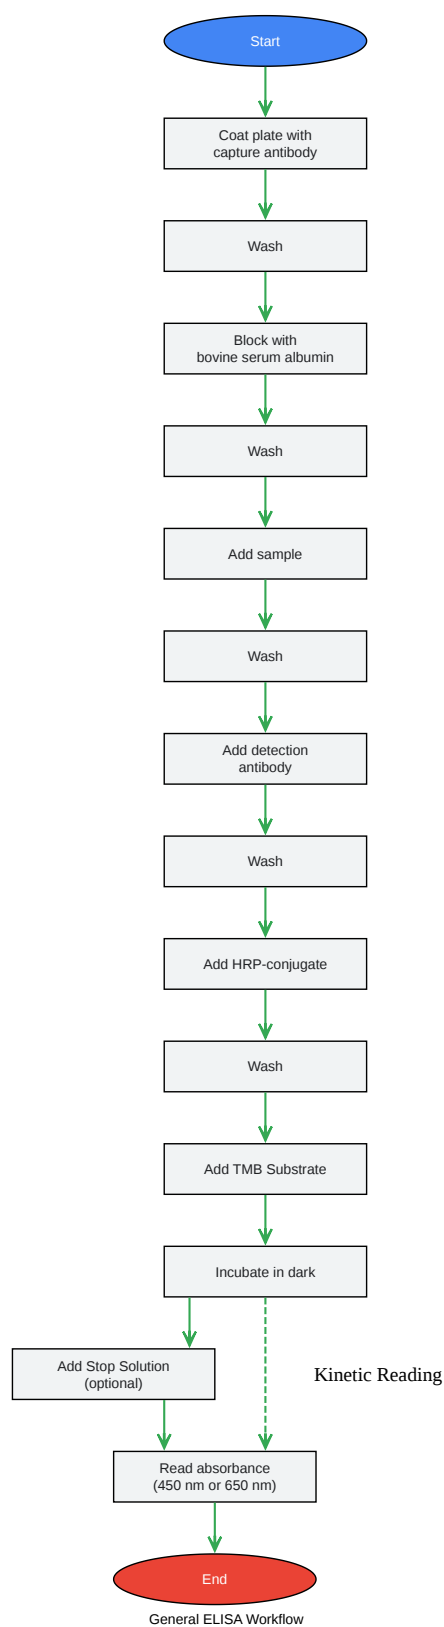 Start
Coat plate with
capture antibody
Wash
Block with
bovine serum albumin
Wash
Add sample
Wash
Add detection
antibody
Wash
Add HRP-conjugate
Wash
Add TMB Substrate
Incubate in dark
Add Stop Solution
(optional)
Kinetic Reading
Read absorbance
(450 nm or 650 nm)
End
General ELISA Workflow